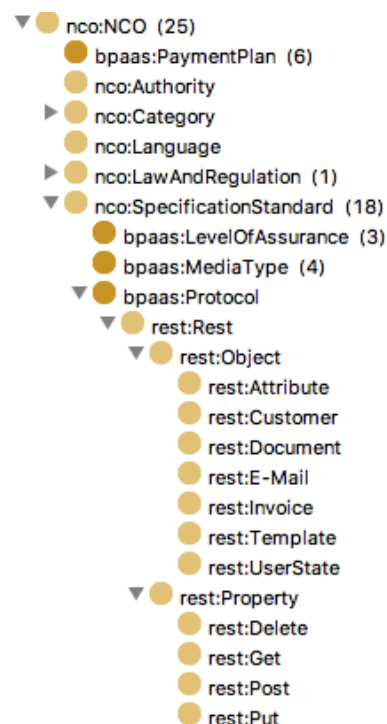 nco:NCO (25)
bpaas:PaymentPlan (6)
nco:Authority
nco:Category
nco:Language
nco:LawAndRegulation (1)
nco:SpecificationStandard (18)
bpaas:LevelOfAssurance (3)
bpaas:MediaType (4)
bpaas:Protocol
rest:Rest
rest:Object
rest:Attribute
rest:Customer
rest:Document
rest:E-Mail
rest:Invoice
rest:Template
rest:UserState
rest:Property
rest:Delete
rest:Get
rest:Post
rest:Put